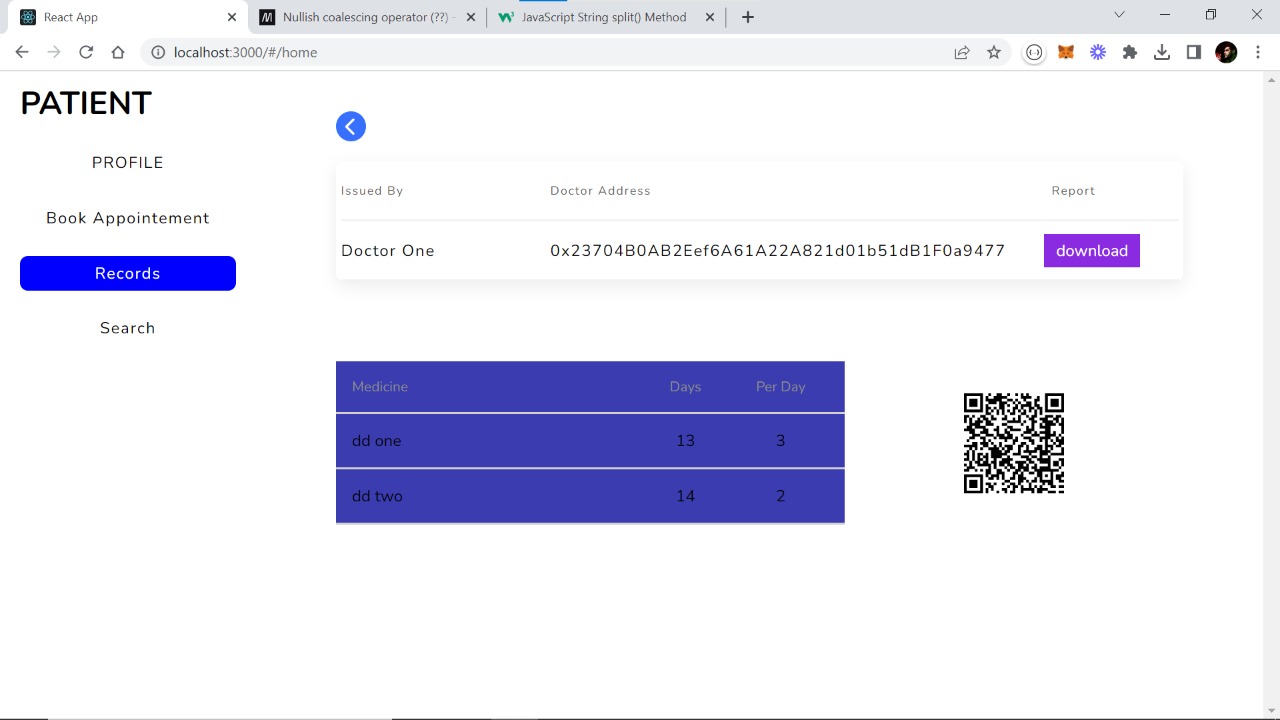 React App
Nullish coalescing operator (??) -
JavaScript String split() Method
localhost:3000/#/home
PATIENT
PROFILE
Book Appointement
Records
Search
Issued By Doctor Address Report
Doctor One 0x23704B0AB2Eef6A61A22A821d01b51dB1F0a9477 download
Medicine Days Per Day
dd one 13 3
dd two 14 2